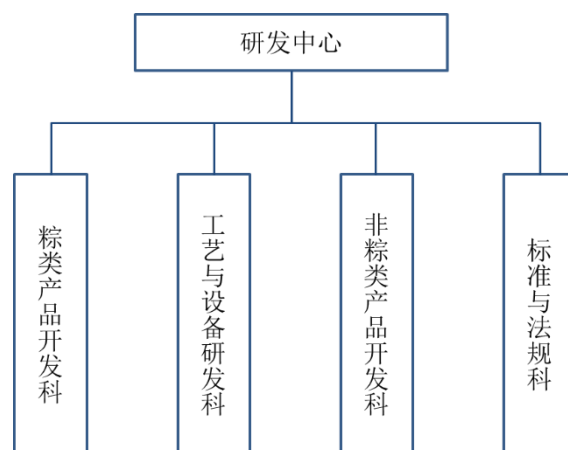 研发中心
粽类产品开发科
工艺与设备研发科
非粽类产品开发科
标准与法规科